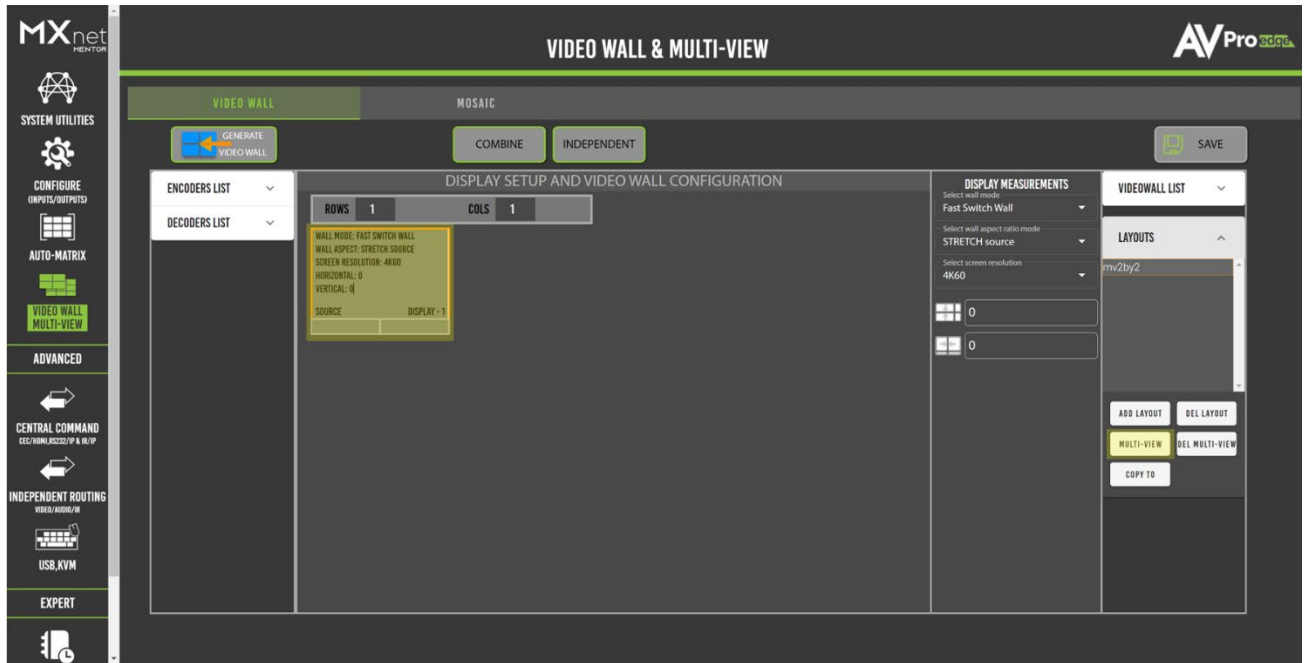 MXnet
MENTOR
VIDEO WALL & MULTI-VIEW
AVPro edge
SYSTEM UTILITIES
CONFIGURE
(INPUTS/OUTPUTS)
AUTO-MATRIX
VIDEO WALL
MULTI-VIEW
ADVANCED
CENTRAL COMMAND
CEC/HDMI,RS232/IP & IR/IP
INDEPENDENT ROUTING
VIDEO/AUDIO/IR
USB,KVM
EXPERT
VIDEO WALL
MOSAIC
GENERATE
VIDEO WALL
COMBINE
INDEPENDENT
SAVE
ENCODERS LIST
DECODERS LIST
DISPLAY SETUP AND VIDEO WALL CONFIGURATION
ROWS 1 COLS 1
WALL MODE: FAST SWITCH WALL
WALL ASPECT: STRETCH SOURCE
SCREEN RESOLUTION: 4K60
HORIZONTAL: 0
VERTICAL: 0
SOURCE DISPLAY - 1
DISPLAY MEASUREMENTS
Select wall mode
Fast Switch Wall
Select wall aspect ratio mode
STRETCH source
Select screen resolution
4K60
0
0
VIDEOWALL LIST
LAYOUTS
mv2by2
ADD LAYOUT DEL LAYOUT
MULTI-VIEW DEL MULTI-VIEW
COPY TO